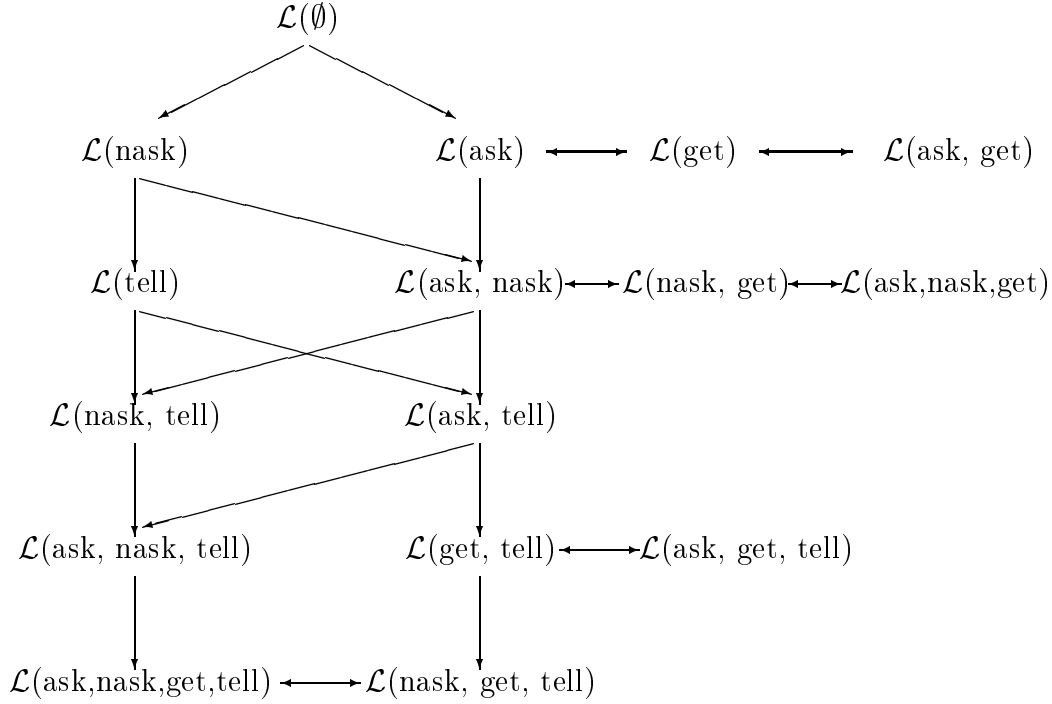 ℒ(∅)
ℒ(nask) ℒ(ask) ℒ(get) ℒ(ask, get)
ℒ(tell) ℒ(ask, nask) ℒ(nask, get) ℒ(ask,nask,get)
ℒ(nask, tell) ℒ(ask, tell)
ℒ(ask, nask, tell) ℒ(get, tell) ℒ(ask, get, tell)
ℒ(ask,nask,get,tell) ℒ(nask, get, tell)